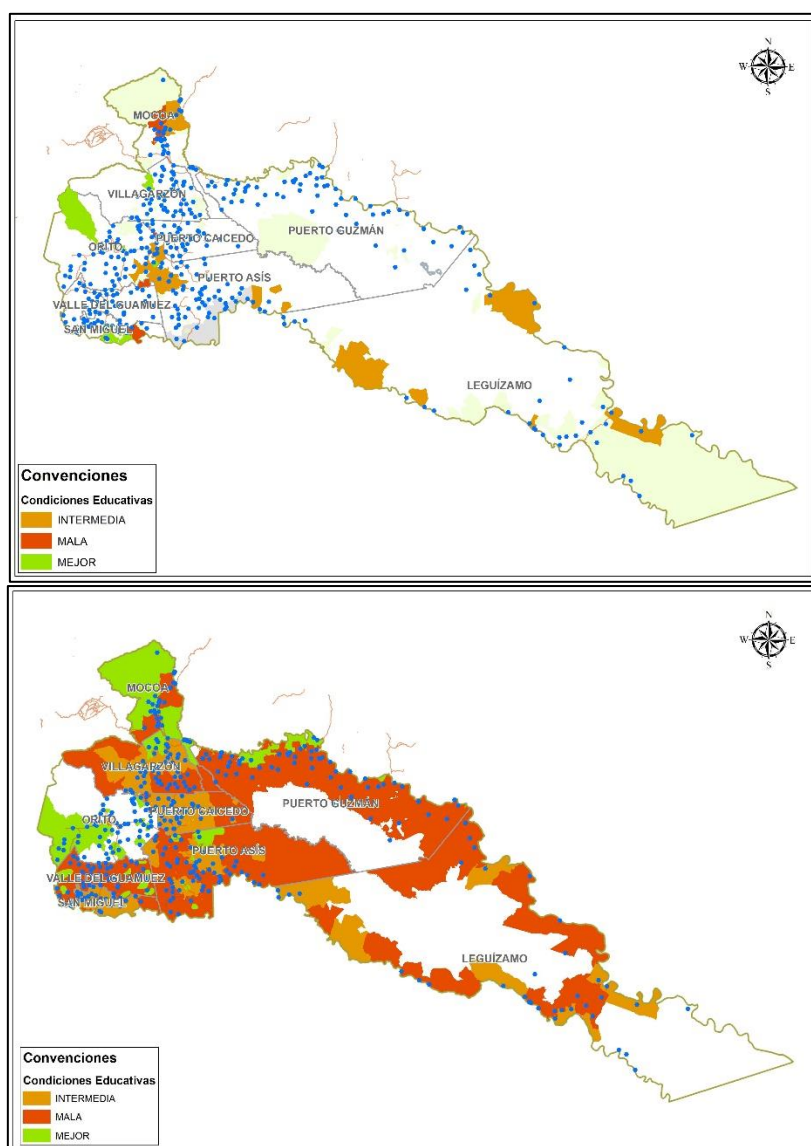 N
W E
S
MOCOA
VILLAGARZÓN
ORITO
PUERTO CAICEDO
PUERTO GUZMÁN
PUERTO ASÍS
VALLE DEL GUAMUEZ
SAN MIGUEL
LEGUÍZAMO
Convenciones
Condiciones Educativas
INTERMEDIA
MALA
MEJOR
N
W E
S
MOCOA
VILLAGARZÓN
PUERTO GUZMÁN
PUERTO CAICEDO
ORITO
PUERTO ASÍS
VALLE DEL GUAMUEZ
SAN MIGUEL
LEGUÍZAMO
Convenciones
Condiciones Educativas
INTERMEDIA
MALA
MEJOR